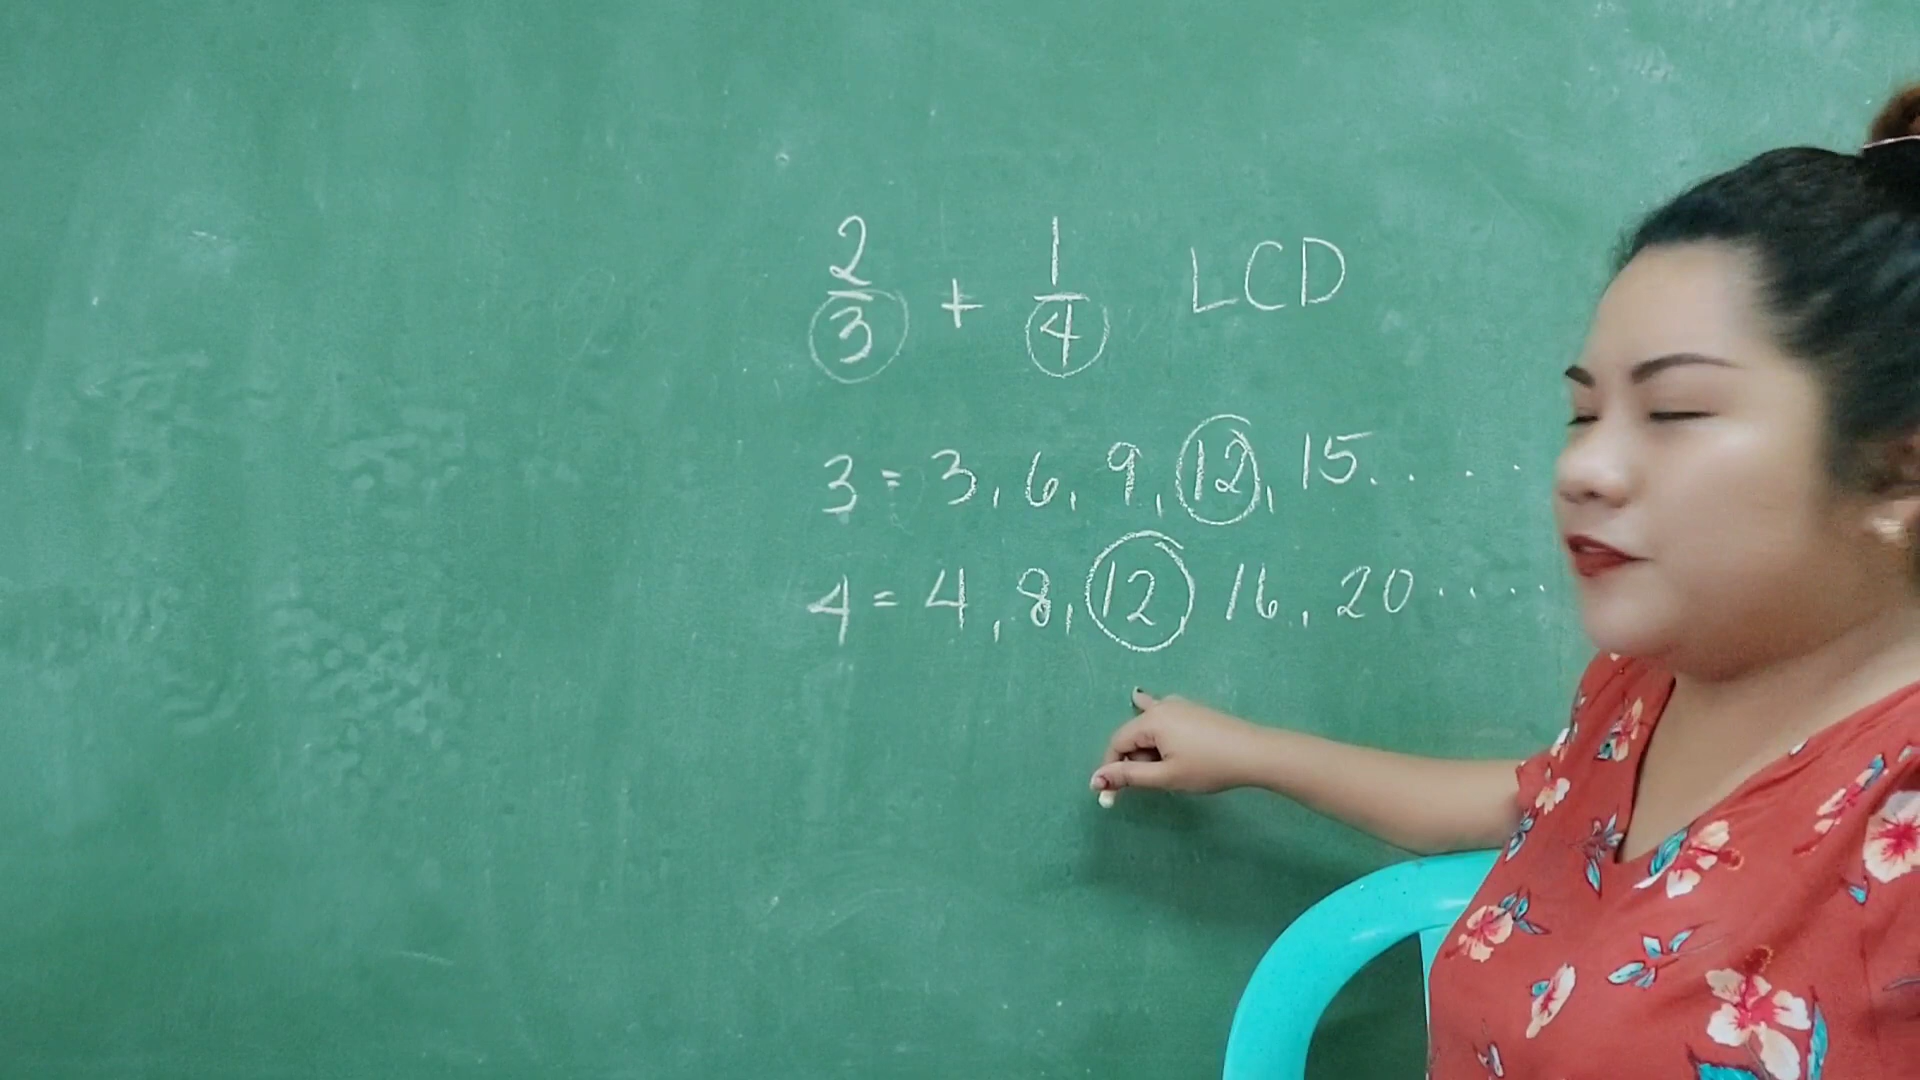 2/3 + 1/4 LCD
3 = 3, 6, 9, 12, 15. . . .
4 = 4, 8, 12, 16, 20 . . . .